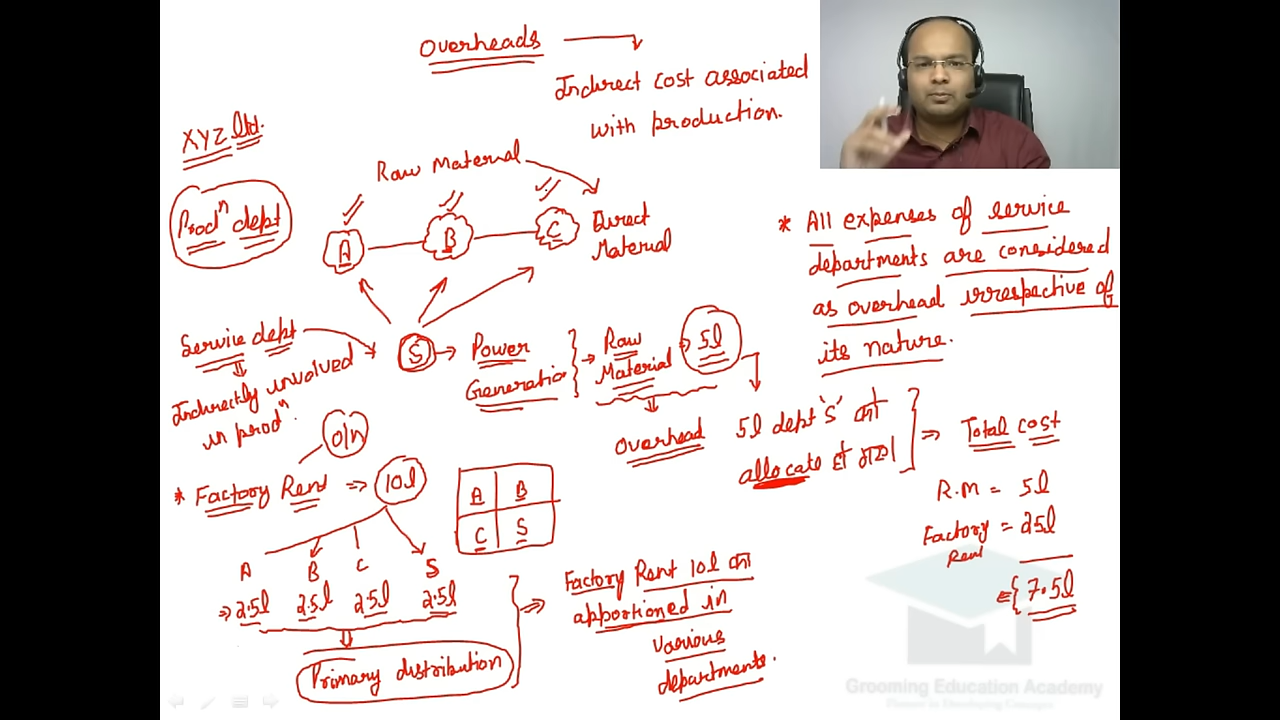 Overheads
Indirect cost associated
with production.
XYZ ltd.
Prodⁿ dept
Raw Material
A
B
C
Direct
Material
* All expenses of service
departments are considered
as overhead irrespective of
its nature.
Service dept
Indirectly involved
in prodⁿ.
S
Power
Generation
Raw
Material
5l
Overhead
5l dept 'S' को
allocate हो गया
Total cost
R.M = 5l
Factory = 2.5l
Rent
= 7.5l
O/H
* Factory Rent ⇒ 10l
A B
C S
A B C S
⇒ 2.5l 2.5l 2.5l 2.5l
Primary distribution
Factory Rent 10l का
apportioned in
various
departments.
Grooming Education Academy